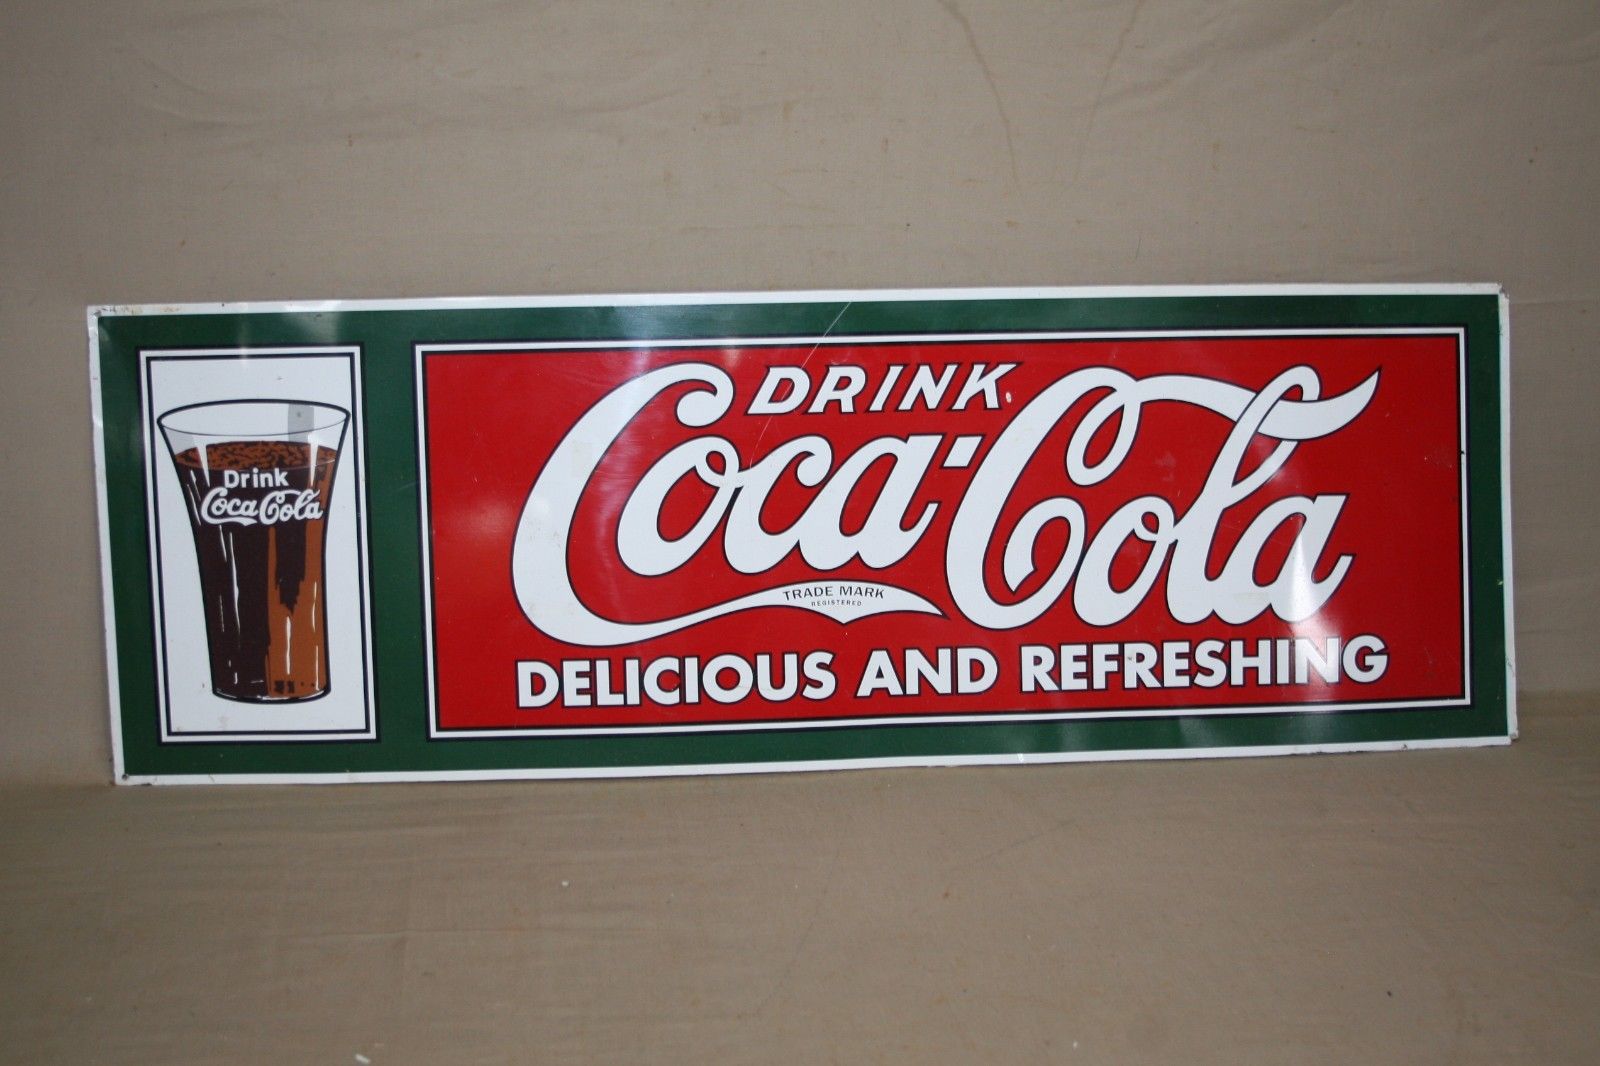 Drink
Coca-Cola
DRINK
Coca-Cola
TRADE MARK
REGISTERED
DELICIOUS AND REFRESHING